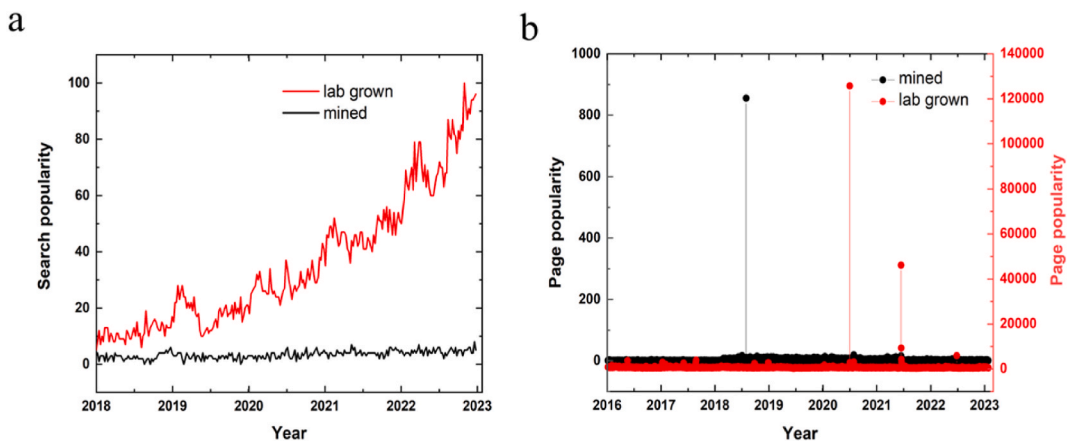 a
Search popularity
100
80
60
40
20
0
lab grown
mined
2018 2019 2020 2021 2022 2023
Year
b
Page popularity
1000
800
600
400
200
0
mined
lab grown
140000
120000
100000
80000
60000
40000
20000
0
Page popularity
2016 2017 2018 2019 2020 2021 2022 2023
Year